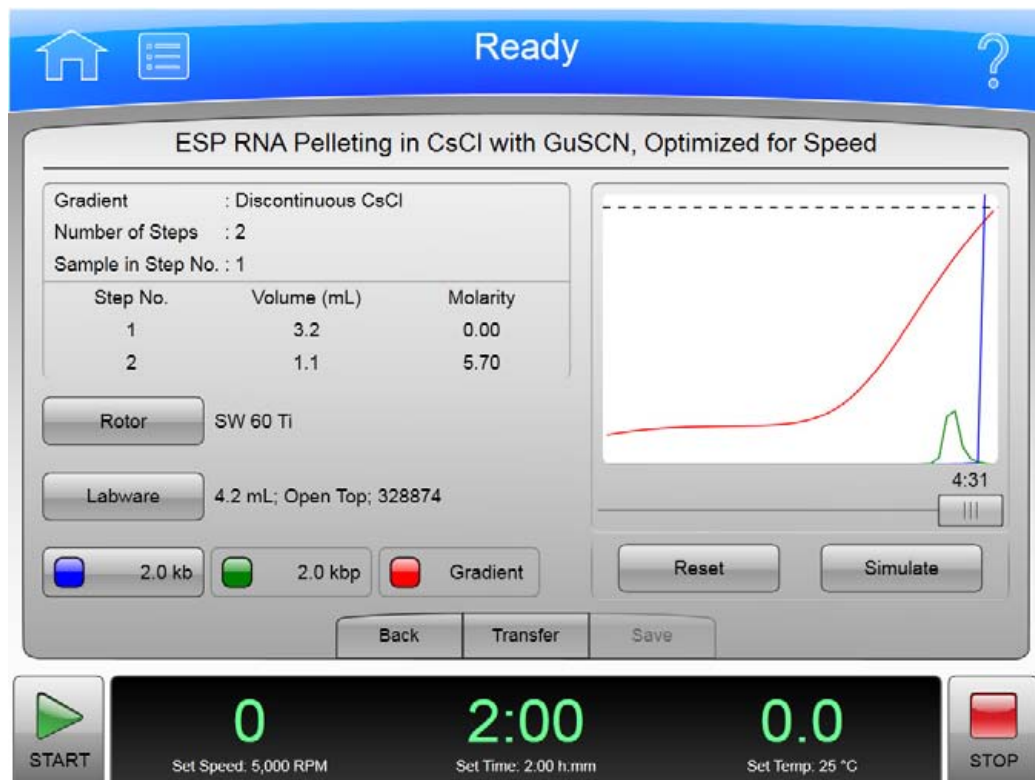 Ready
ESP RNA Pelleting in CsCl with GuSCN, Optimized for Speed
Gradient : Discontinuous CsCl
Number of Steps : 2
Sample in Step No. : 1
Step No. Volume (mL) Molarity
1 3.2 0.00
2 1.1 5.70
Rotor SW 60 Ti
Labware 4.2 mL; Open Top; 328874
4:31
2.0 kb 2.0 kbp Gradient
Reset Simulate
Back Transfer Save
START
0 2:00 0.0
Set Speed: 5,000 RPM Set Time: 2.00 h:mm Set Temp: 25 °C
STOP